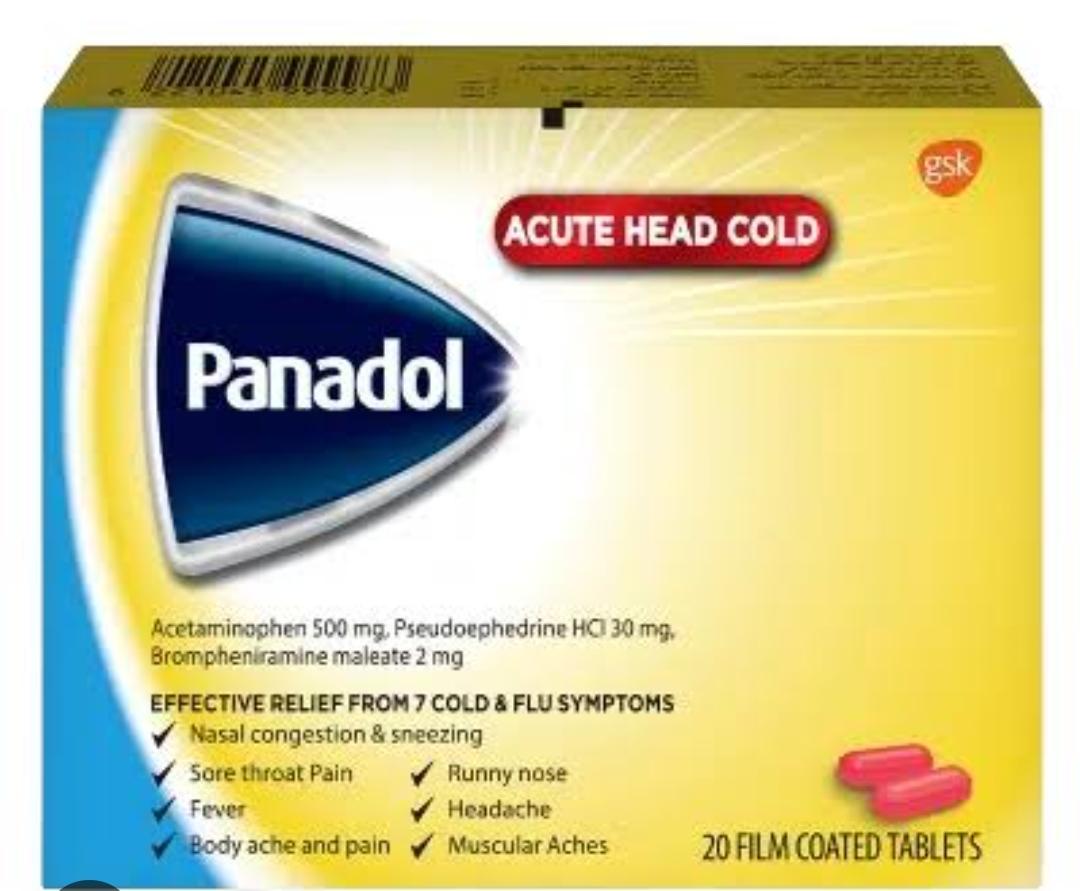 gsk
ACUTE HEAD COLD
Panadol
Acetaminophen 500 mg, Pseudoephedrine HCl 30 mg,
Brompheniramine maleate 2 mg
EFFECTIVE RELIEF FROM 7 COLD & FLU SYMPTOMS
✓ Nasal congestion & sneezing
✓ Sore throat Pain ✓ Runny nose
✓ Fever ✓ Headache
✓ Body ache and pain ✓ Muscular Aches
20 FILM COATED TABLETS